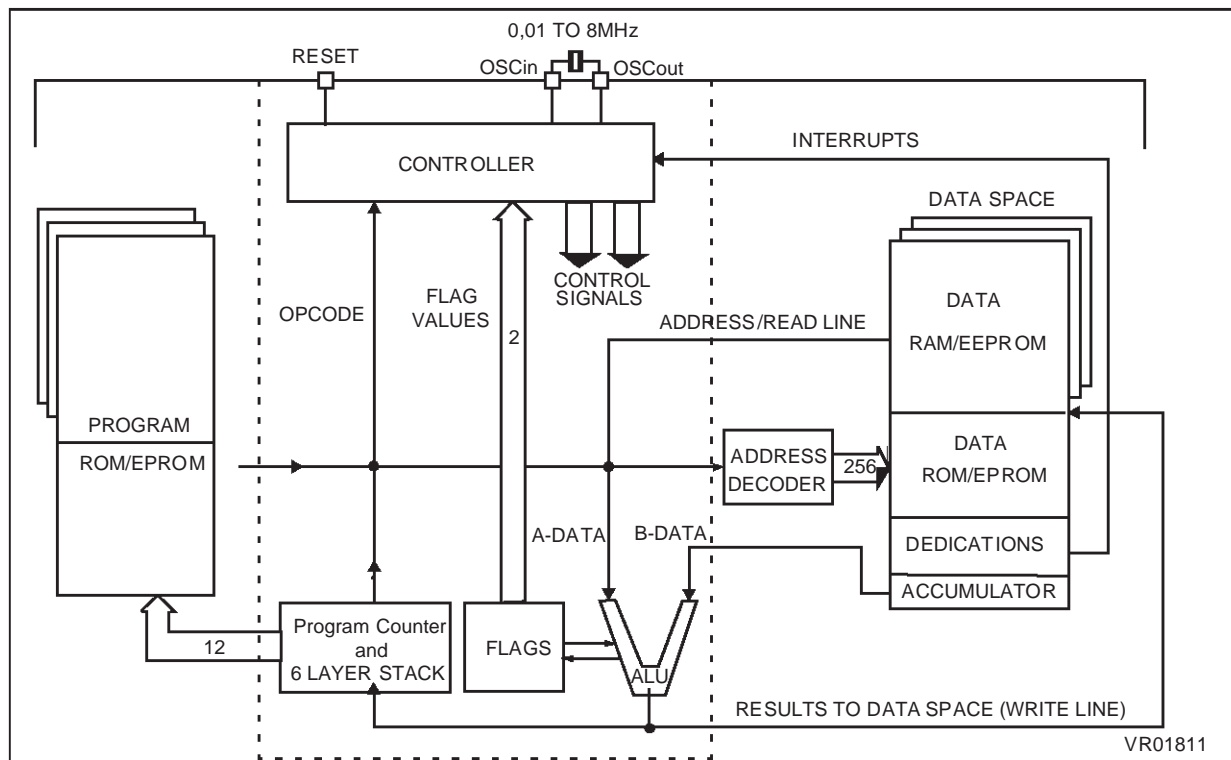 0,01 TO 8MHz
RESET
OSCin
OSCout
INTERRUPTS
CONTROLLER
DATA SPACE
CONTROL
SIGNALS
FLAG
VALUES
OPCODE
2
ADDRESS/READ LINE
DATA
RAM/EEPROM
PROGRAM
ROM/EPROM
ADDRESS
DECODER
256
DATA
ROM/EPROM
A-DATA
B-DATA
DEDICATIONS
ACCUMULATOR
12
Program Counter
and
6 LAYER STACK
FLAGS
ALU
RESULTS TO DATA SPACE (WRITE LINE)
VR01811